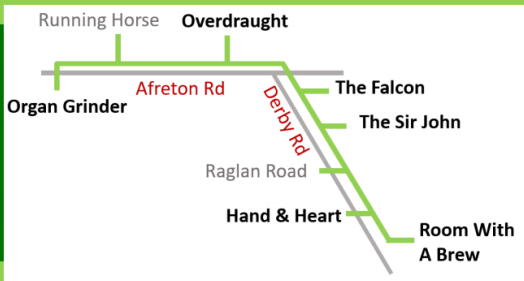 Running Horse
Overdraught
Organ Grinder
Afreton Rd
Derby Rd
The Falcon
The Sir John
Raglan Road
Hand & Heart
Room With
A Brew